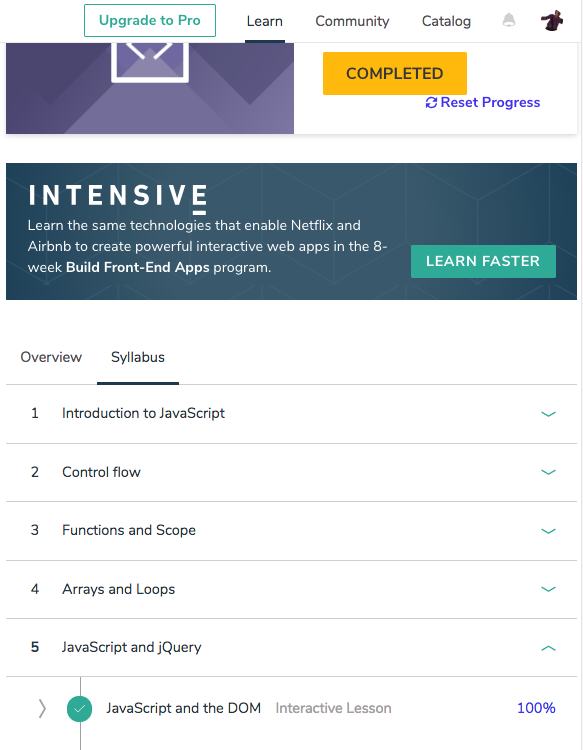 Upgrade to Pro
Learn
Community
Catalog
COMPLETED
Reset Progress
INTENSIVE
Learn the same technologies that enable Netflix and
Airbnb to create powerful interactive web apps in the 8-
week Build Front-End Apps program.
LEARN FASTER
Overview
Syllabus
1 Introduction to JavaScript
2 Control flow
3 Functions and Scope
4 Arrays and Loops
5 JavaScript and jQuery
JavaScript and the DOM Interactive Lesson 100%